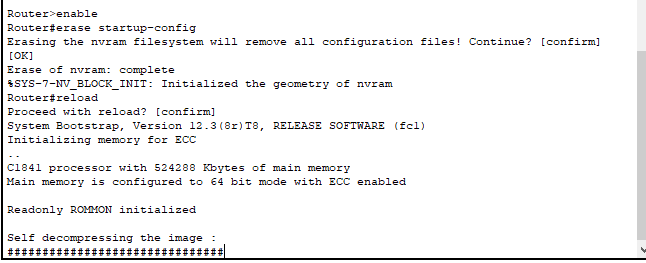 Router>enable
Router#erase startup-config
Erasing the nvram filesystem will remove all configuration files! Continue? [confirm]
[OK]
Erase of nvram: complete
%SYS-7-NV_BLOCK_INIT: Initialized the geometry of nvram
Router#reload
Proceed with reload? [confirm]
System Bootstrap, Version 12.3(8r)T8, RELEASE SOFTWARE (fc1)
Initializing memory for ECC
..
C1841 processor with 524288 Kbytes of main memory
Main memory is configured to 64 bit mode with ECC enabled
Readonly ROMMON initialized
Self decompressing the image :
###############################